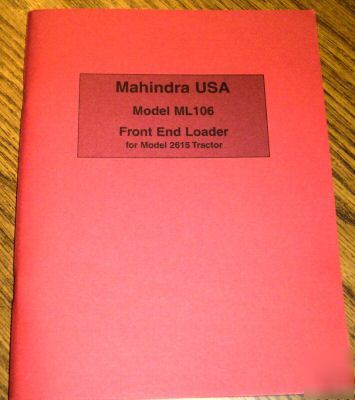 Mahindra USA
Model ML106
Front End Loader
for Model 2615 Tractor